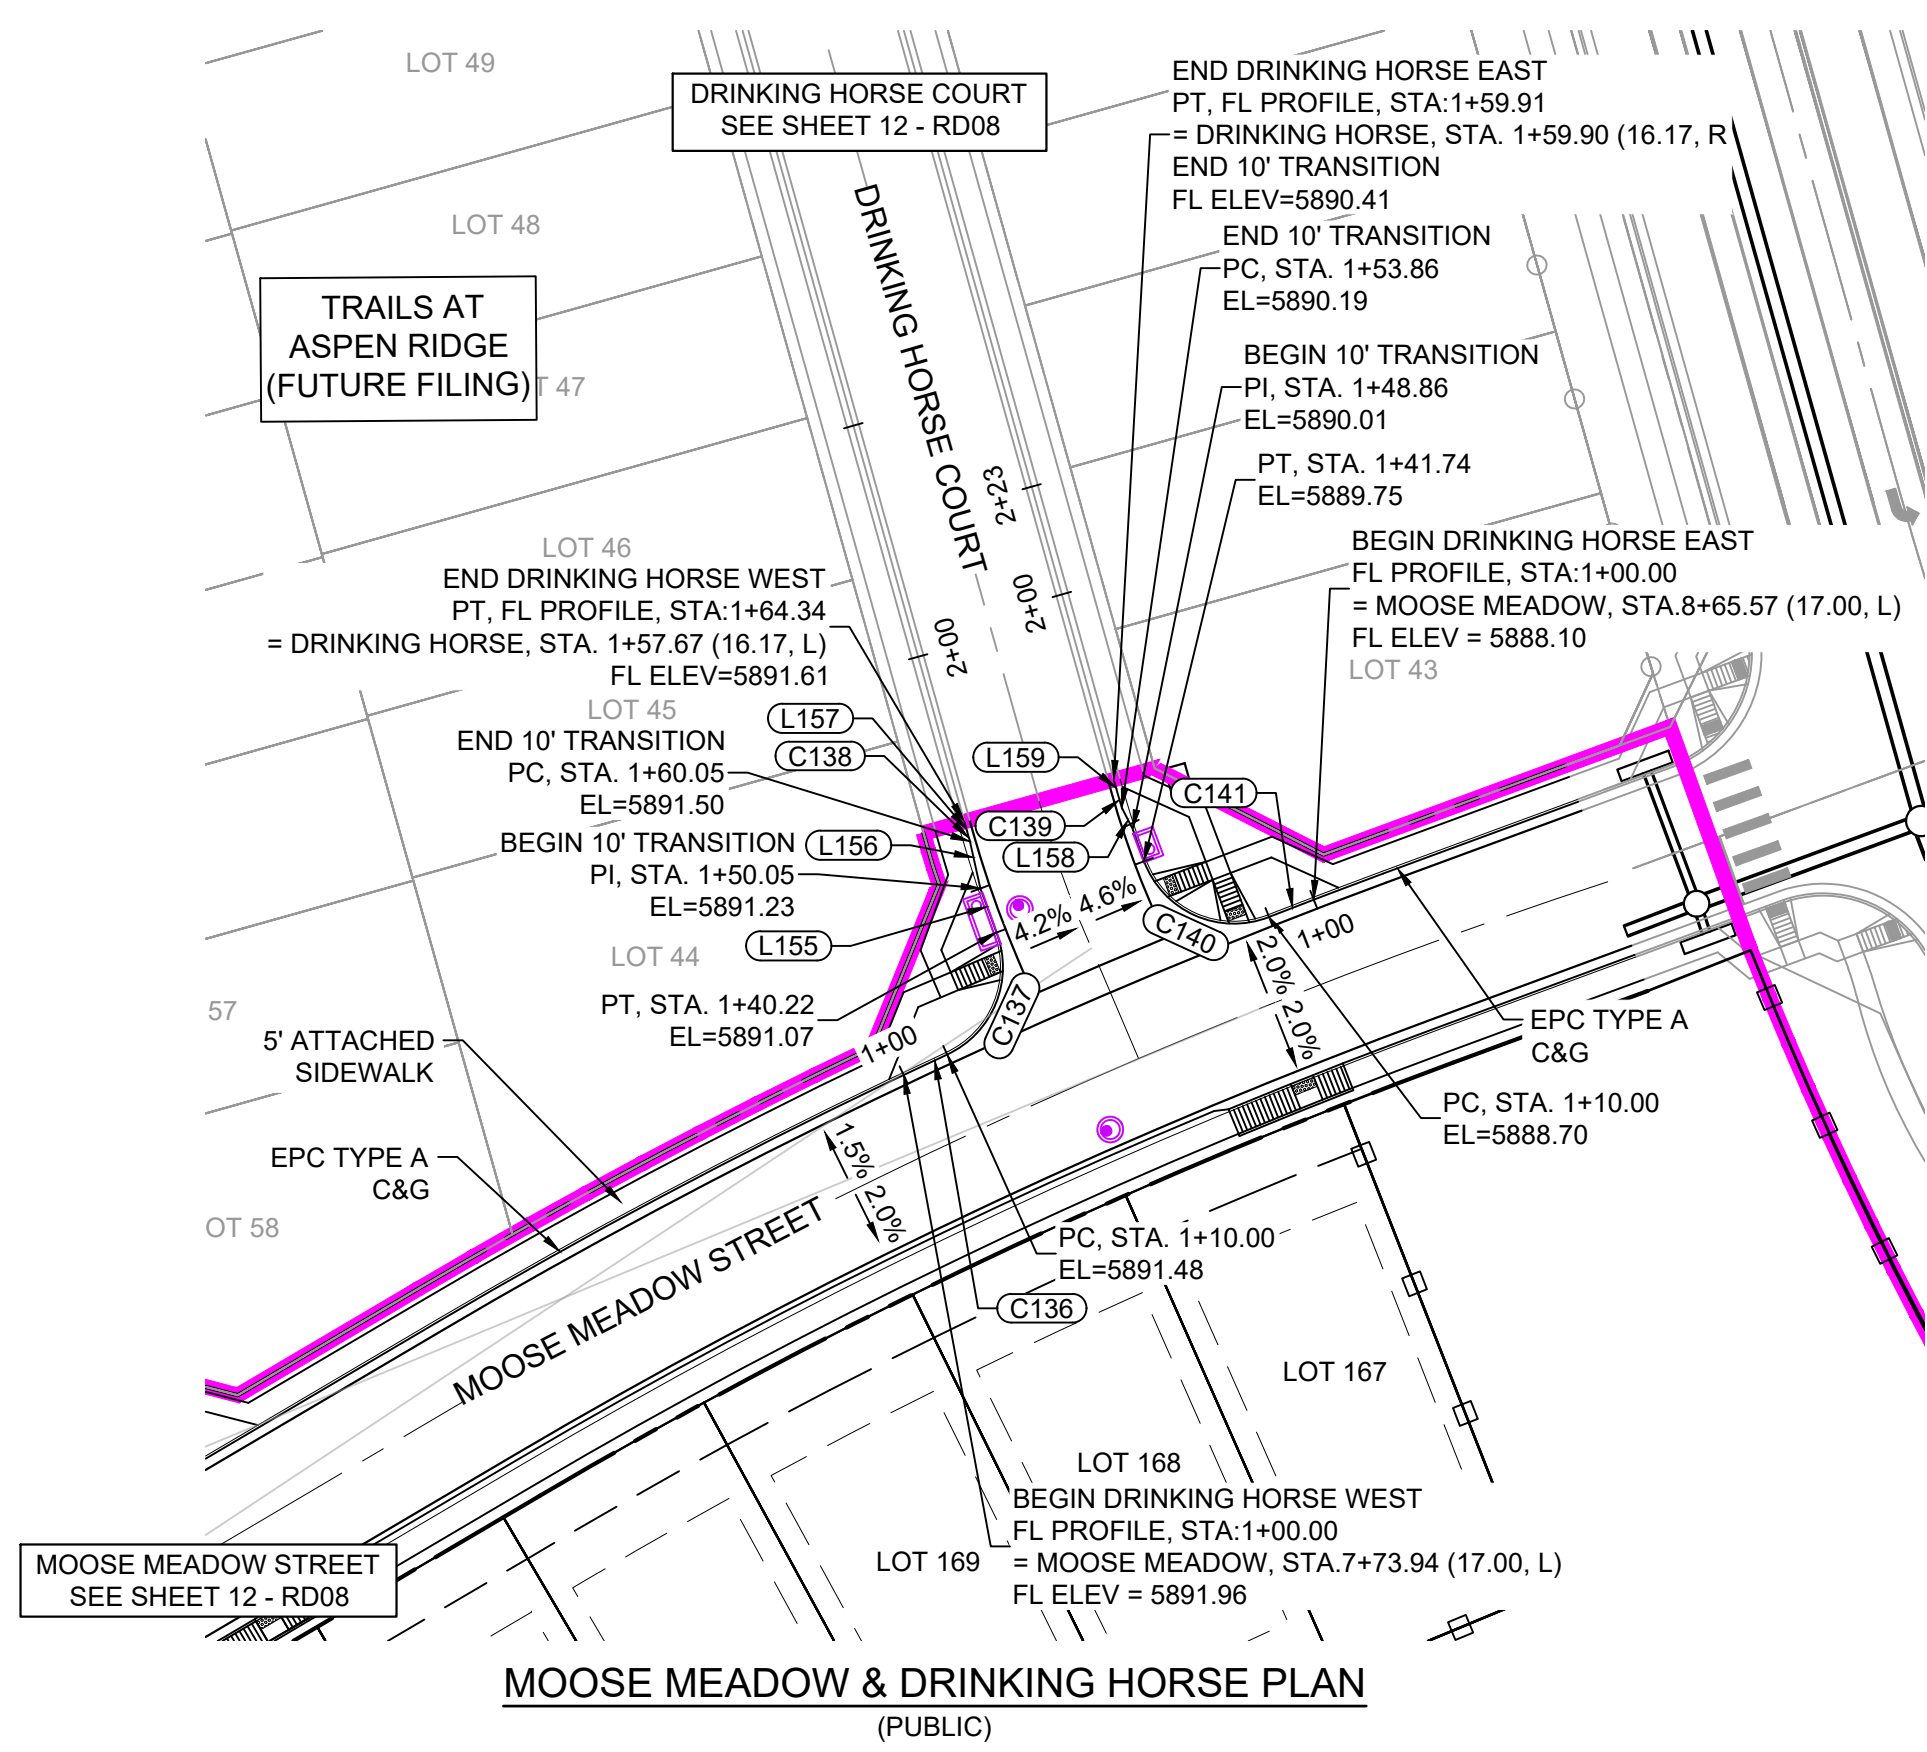 LOT 49
DRINKING HORSE COURT
SEE SHEET 12 - RD08
END DRINKING HORSE EAST
PT, FL PROFILE, STA:1+59.91
= DRINKING HORSE, STA. 1+59.90 (16.17, R
END 10' TRANSITION
FL ELEV=5890.41
LOT 48
END 10' TRANSITION
PC, STA. 1+53.86
EL=5890.19
TRAILS AT
ASPEN RIDGE
(FUTURE FILING)
T 47
DRINKING HORSE COURT
BEGIN 10' TRANSITION
PI, STA. 1+48.86
EL=5890.01
PT, STA. 1+41.74
EL=5889.75
2+23
2+00
2+00
LOT 46
END DRINKING HORSE WEST
PT, FL PROFILE, STA:1+64.34
= DRINKING HORSE, STA. 1+57.67 (16.17, L)
FL ELEV=5891.61
BEGIN DRINKING HORSE EAST
FL PROFILE, STA:1+00.00
= MOOSE MEADOW, STA.8+65.57 (17.00, L)
FL ELEV = 5888.10
LOT 43
LOT 45
L157
C138
L159
C141
END 10' TRANSITION
PC, STA. 1+60.05
EL=5891.50
C139
L158
BEGIN 10' TRANSITION
PI, STA. 1+50.05
EL=5891.23
L156
L155
4.2% 4.6%
C140
1+00
LOT 44
PT, STA. 1+40.22
EL=5891.07
C137
2.0% 2.0%
57
5' ATTACHED
SIDEWALK
1+00
EPC TYPE A
C&G
PC, STA. 1+10.00
EL=5888.70
EPC TYPE A
C&G
1.5% 2.0%
OT 58
MOOSE MEADOW STREET
PC, STA. 1+10.00
EL=5891.48
C136
LOT 167
LOT 168
BEGIN DRINKING HORSE WEST
FL PROFILE, STA:1+00.00
= MOOSE MEADOW, STA.7+73.94 (17.00, L)
FL ELEV = 5891.96
LOT 169
MOOSE MEADOW STREET
SEE SHEET 12 - RD08
MOOSE MEADOW & DRINKING HORSE PLAN
(PUBLIC)